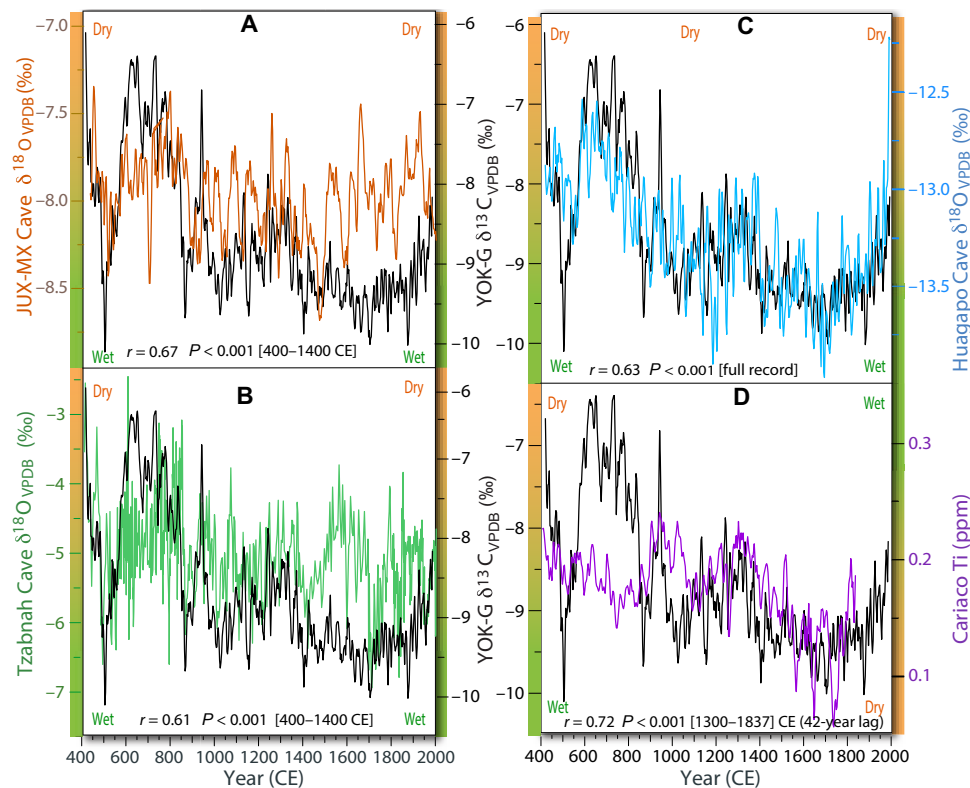 A
Dry
Dry
−7.0
−7.5
−8.0
−8.5
JUX-MX Cave δ¹⁸O VPDB (‰)
−6
−7
−8
−9
−10
YOK-G δ¹³C VPDB (‰)
Wet
Wet
r = 0.67 P < 0.001 [400–1400 CE]
B
Dry
Dry
−3
−4
−5
−6
−7
Tzabnah Cave δ¹⁸O VPDB (‰)
−6
−7
−8
−9
−10
YOK-G δ¹³C VPDB (‰)
Wet
Wet
r = 0.61 P < 0.001 [400–1400 CE]
400 600 800 1000 1200 1400 1600 1800 2000
Year (CE)
C
Dry
Dry
Dry
−6
−7
−8
−9
−10
−12.5
−13.0
−13.5
Huagapo Cave δ¹⁸O VPDB (‰)
Wet
Wet
r = 0.63 P < 0.001 [full record]
D
Dry
Wet
−7
−8
−9
−10
0.3
0.2
0.1
Cariaco Ti (ppm)
Wet
Dry
r = 0.72 P < 0.001 [1300–1837] CE (42-year lag)
400 600 800 1000 1200 1400 1600 1800 2000
Year (CE)